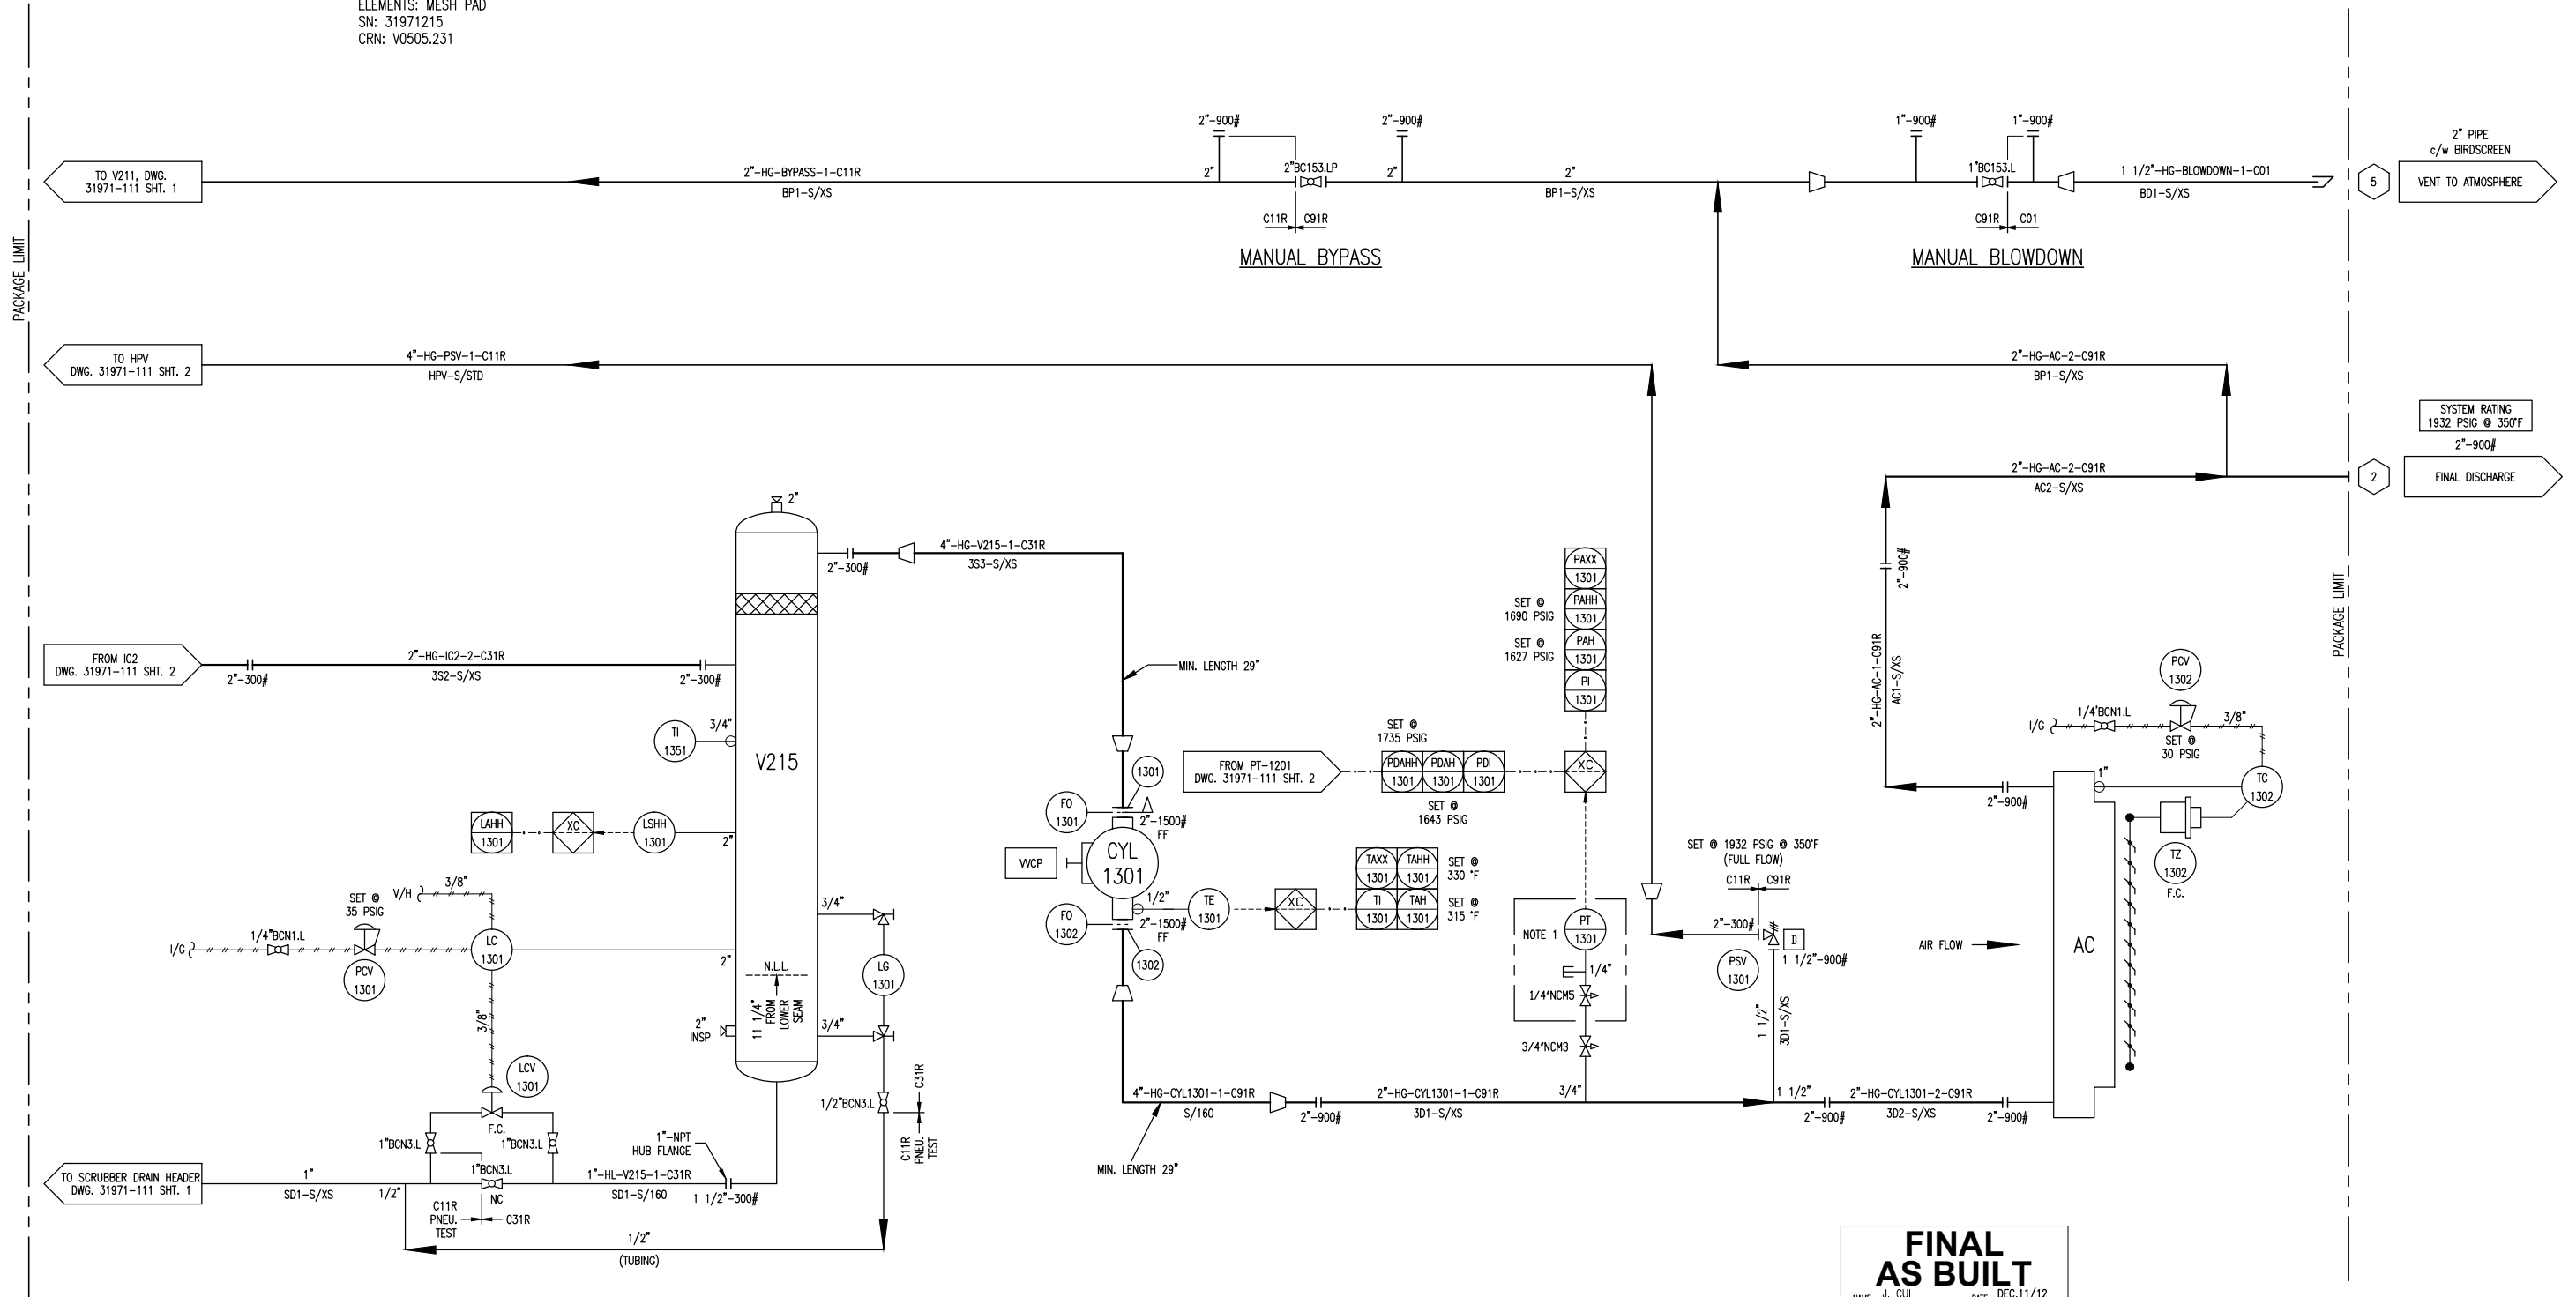 ELEMENTS: MESH PAD
SN: 31971215
CRN: V0505.231
PACKAGE LIMIT
TO V211, DWG.
31971-111 SHT. 1
2"-HG-BYPASS-1-C11R
BP1-S/XS
2"-900#
2"
2"BC153.LP
C11R
C91R
MANUAL BYPASS
2"-900#
2"
2"
BP1-S/XS
1"-900#
1"BC153.L
1"-900#
C91R
C01
MANUAL BLOWDOWN
1 1/2"-HG-BLOWDOWN-1-C01
BD1-S/XS
5
2" PIPE
c/w BIRDSCREEN
VENT TO ATMOSPHERE
TO HPV
DWG. 31971-111 SHT. 2
4"-HG-PSV-1-C11R
HPV-S/STD
2"-HG-AC-2-C91R
BP1-S/XS
SYSTEM RATING
1932 PSIG @ 350°F
2"-900#
2
FINAL DISCHARGE
2"-HG-AC-2-C91R
AC2-S/XS
2"-900#
2"-HG-AC-1-C91R
AC1-S/XS
PACKAGE LIMIT
2"
2"-300#
4"-HG-V215-1-C31R
3S3-S/XS
FROM IC2
DWG. 31971-111 SHT. 2
2"-300#
2"-HG-IC2-2-C31R
3S2-S/XS
2"-300#
MIN. LENGTH 29"
TI
1351
3/4"
V215
LAHH
1301
XC
LSHH
1301
2"
V/H
3/8"
SET @
35 PSIG
I/G
1/4"BCN1.L
PCV
1301
LC
1301
2"
N.L.L.
11 1/4"
FROM
LOWER
SEAM
2"
INSP
3/4"
LG
1301
3/4"
3/8"
LCV
1301
F.C.
1"BCN3.L
1"BCN3.L
1"BCN3.L
NC
1/2"BCN3.L
C31R
C11R
PNEU.
TEST
1"-NPT
HUB FLANGE
TO SCRUBBER DRAIN HEADER
DWG. 31971-111 SHT. 1
1"
SD1-S/XS
1/2"
1"-HL-V215-1-C31R
SD1-S/160
1 1/2"-300#
C11R
PNEU.
TEST
C31R
1/2"
(TUBING)
1301
FO
1301
2"-1500#
FF
VVCP
CYL
1301
1/2"
FO
1302
2"-1500#
FF
1302
TE
1301
XC
TAXX
1301
TAHH
1301
SET @
330 °F
TI
1301
TAH
1301
SET @
315 °F
FROM PT-1201
DWG. 31971-111 SHT. 2
SET @
1735 PSIG
PDAHH
1301
PDAH
1301
PDI
1301
SET @
1643 PSIG
XC
PAXX
1301
SET @
1690 PSIG
PAHH
1301
SET @
1627 PSIG
PAH
1301
PI
1301
NOTE 1
PT
1301
1/4"
1/4"NCM5
3/4"NCM3
3/4"
SET @ 1932 PSIG @ 350°F
(FULL FLOW)
C11R
C91R
2"-300#
D
PSV
1301
1 1/2"-900#
1 1/2"
3D1-S/XS
4"-HG-CYL1301-1-C91R
S/160
MIN. LENGTH 29"
2"-900#
2"-HG-CYL1301-1-C91R
3D1-S/XS
1 1/2"
2"-900#
2"-HG-CYL1301-2-C91R
3D2-S/XS
2"-900#
AIR FLOW
AC
2"-900#
1"
I/G
1/4"BCN1.L
PCV
1302
SET @
30 PSIG
3/8"
TC
1302
TZ
1302
F.C.
FINAL
AS BUILT
J. CUI
DEC.11/12